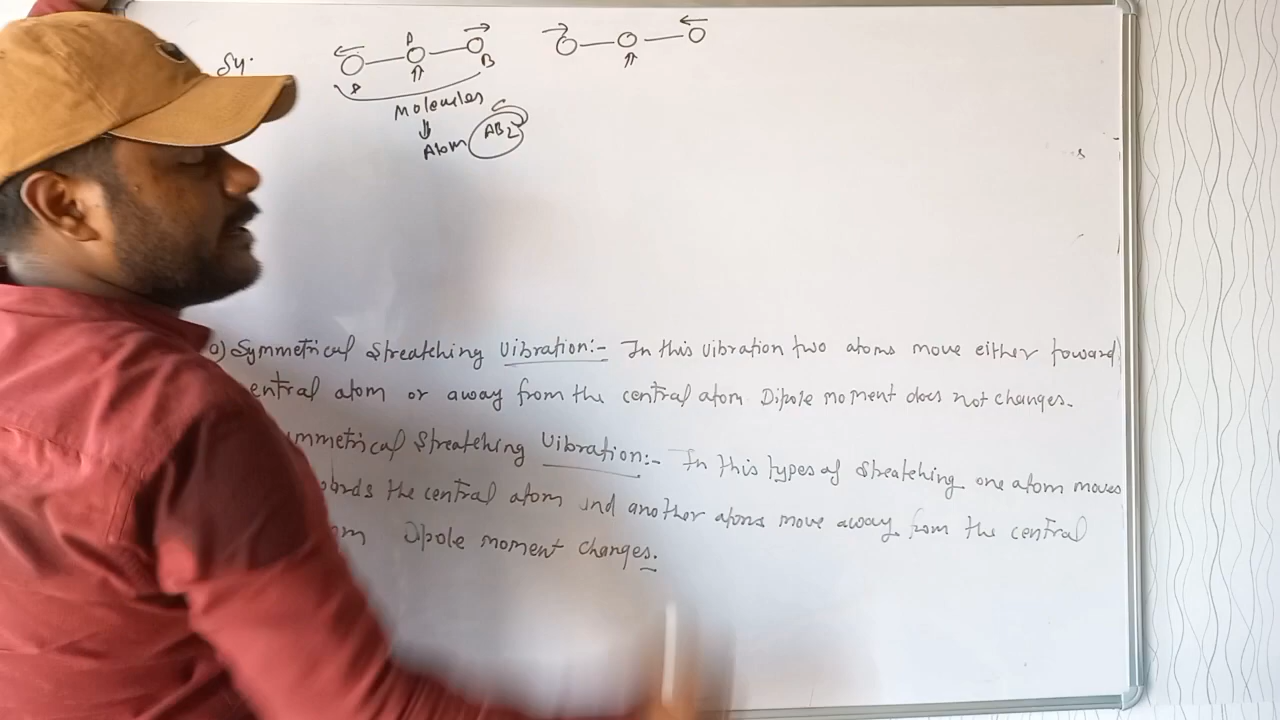 Sy.
A
B
B
Molecules
Atom AB2
a) Symmetrical Streatching Vibration:- In this vibration two atoms move either toward
entral atom or away from the central atom Dipole moment does not changes.
mmetrical Streatching Vibration:- In this types of streatching one atom moves
the central atom and another atoms move away from the central
Dipole moment changes.